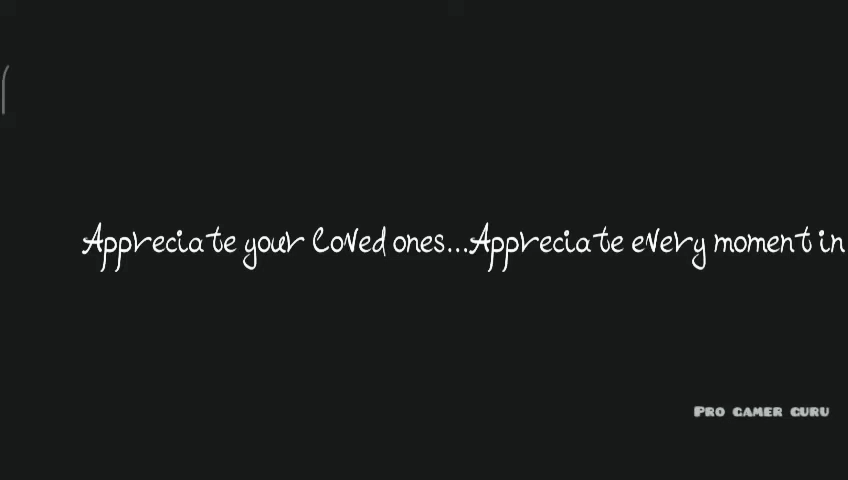 Appreciate your loved ones...Appreciate every moment in
Pro gamer guru